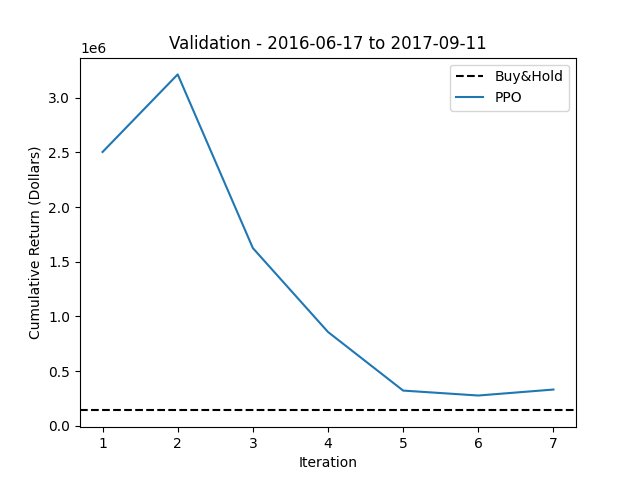 Validation - 2016-06-17 to 2017-09-11
1e6
Buy&Hold
PPO
3.0
2.5
2.0
1.5
1.0
0.5
0.0
Cumulative Return (Dollars)
1 2 3 4 5 6 7
Iteration